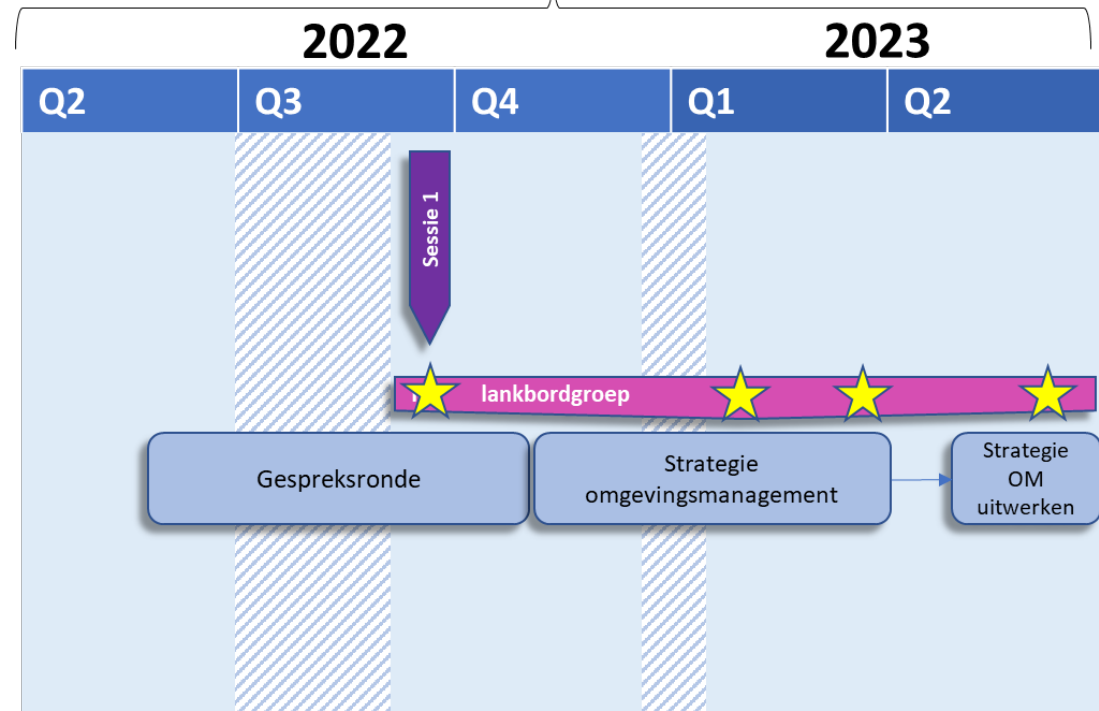 2022 2023
Q2 Q3 Q4 Q1 Q2
Sessie 1
lankbordgroep
Gespreksronde
Strategie
omgevingsmanagement
Strategie
OM
uitwerken